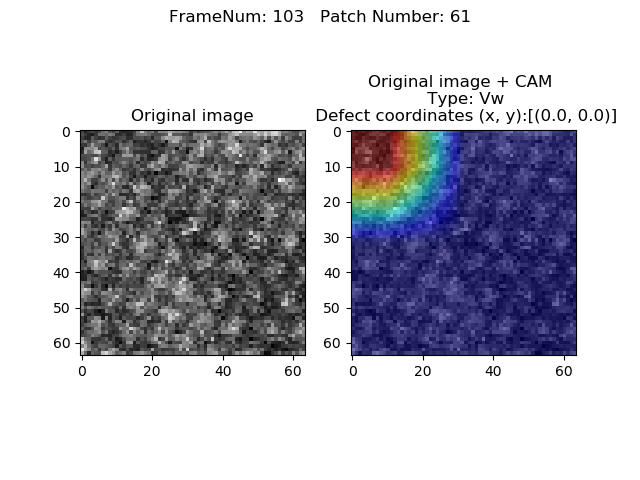 FrameNum: 103   Patch Number: 61
Original image
0
10
20
30
40
50
60
0 20 40 60
Original image + CAM
Type: Vw
Defect coordinates (x, y):[(0.0, 0.0)]
0
10
20
30
40
50
60
0 20 40 60